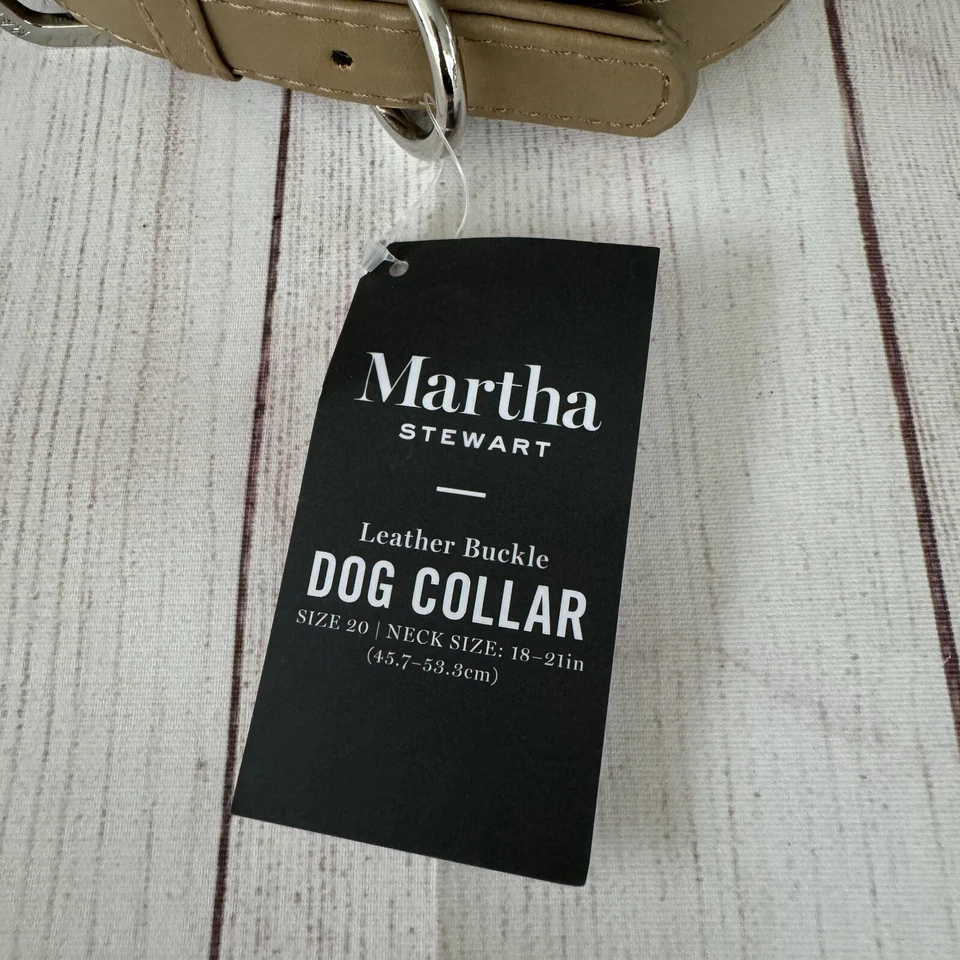 Martha
STEWART
Leather Buckle
DOG COLLAR
SIZE 20 | NECK SIZE: 18–21in
(45.7–53.3cm)